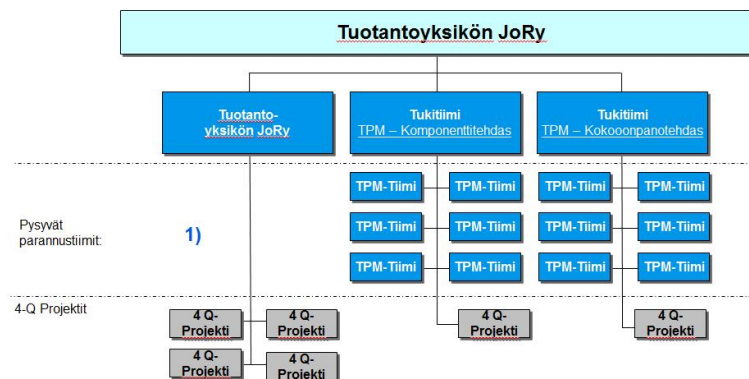 Tuotantoyksikön JoRy
Tuotanto-
yksikön JoRy
Tukitiimi
TPM – Komponenttitehdas
Tukitiimi
TPM – Kokooonpanotehdas
TPM-Tiimi TPM-Tiimi TPM-Tiimi TPM-Tiimi
Pysyvät
parannustiimit:
1)
TPM-Tiimi TPM-Tiimi TPM-Tiimi TPM-Tiimi
TPM-Tiimi TPM-Tiimi TPM-Tiimi TPM-Tiimi
4-Q Projektit
4 Q-
Projekti
4 Q-
Projekti
4 Q-
Projekti
4 Q-
Projekti
4 Q-
Projekti
4 Q-
Projekti